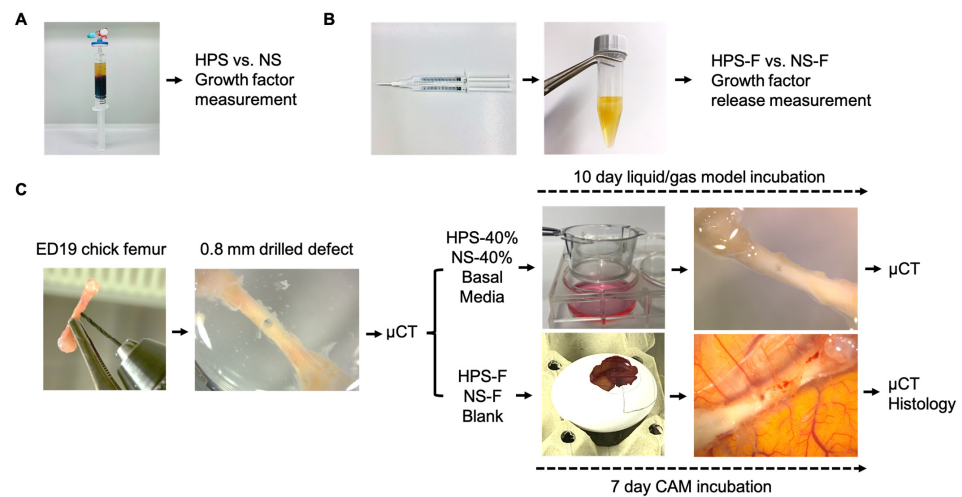 A
HPS vs. NS
Growth factor
measurement
B
HPS-F vs. NS-F
Growth factor
release measurement
C
10 day liquid/gas model incubation
ED19 chick femur
0.8 mm drilled defect
µCT
HPS-40%
NS-40%
Basal
Media
µCT
HPS-F
NS-F
Blank
µCT
Histology
7 day CAM incubation